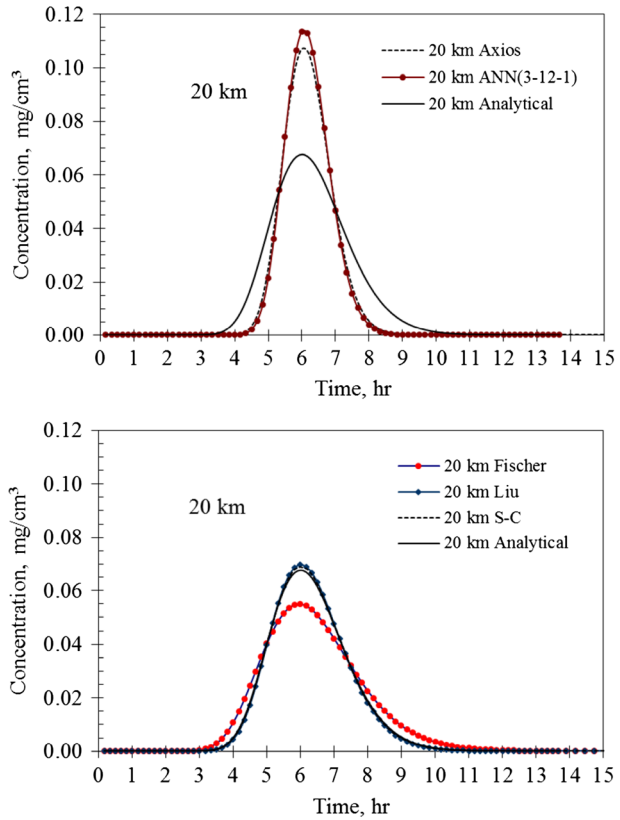 0.12
0.10
0.08
0.06
0.04
0.02
0.00
Concentration, mg/cm³
20 km
20 km Axios
20 km ANN(3-12-1)
20 km Analytical
0 1 2 3 4 5 6 7 8 9 10 11 12 13 14 15
Time, hr
0.12
0.10
0.08
0.06
0.04
0.02
0.00
Concentration, mg/cm³
20 km
20 km Fischer
20 km Liu
20 km S-C
20 km Analytical
0 1 2 3 4 5 6 7 8 9 10 11 12 13 14 15
Time, hr